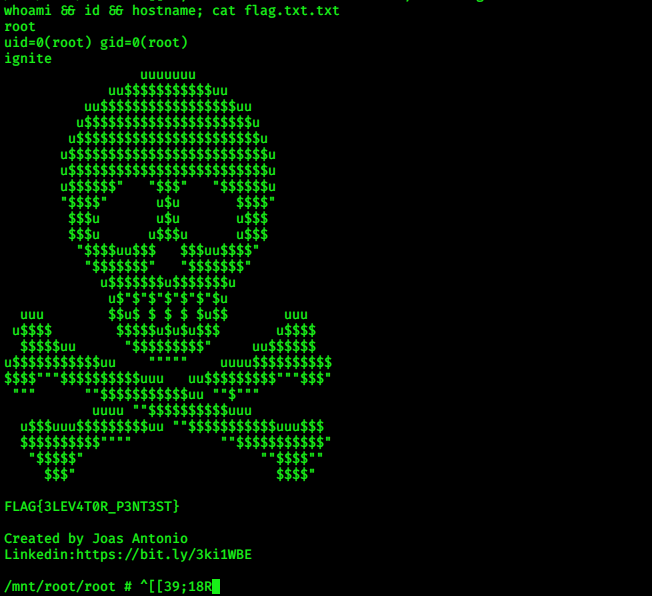 whoami && id && hostname; cat flag.txt.txt
root
uid=0(root) gid=0(root)
ignite
                 uuuuuuu
             uu$$$$$$$$$$$uu
          uu$$$$$$$$$$$$$$$$$uu
         u$$$$$$$$$$$$$$$$$$$$$u
        u$$$$$$$$$$$$$$$$$$$$$$$u
       u$$$$$$$$$$$$$$$$$$$$$$$$$u
       u$$$$$$$$$$$$$$$$$$$$$$$$$u
       u$$$$$$"   "$$$"   "$$$$$$u
       "$$$$"      u$u       $$$$"
        $$$u       u$u       u$$$
        $$$u      u$$$u      u$$$
         "$$$$uu$$$   $$$uu$$$$"
          "$$$$$$$"   "$$$$$$$"
            u$$$$$$$u$$$$$$$u
             u$"$"$"$"$"$"$u
  uuu        $$u$ $ $ $ $u$$       uuu
 u$$$$        $$$$$u$u$u$$$       u$$$$
  $$$$$uu      "$$$$$$$$$"     uu$$$$$$
u$$$$$$$$$$$uu    """""    uuuu$$$$$$$$$$
$$$$"""$$$$$$$$$$uuu   uu$$$$$$$$$"""$$$"
 """      ""$$$$$$$$$$$uu ""$"""
           uuuu ""$$$$$$$$$$uuu
  u$$$uuu$$$$$$$$$uu ""$$$$$$$$$$$uuu$$$
  $$$$$$$$$$""""           ""$$$$$$$$$$$"
   "$$$$$"                      ""$$$$""
     $$$"                         $$$$"
FLAG{3LEV4T0R_P3NT3ST}
Created by Joas Antonio
Linkedin:https://bit.ly/3ki1WBE
/mnt/root/root # ^[[39;18R